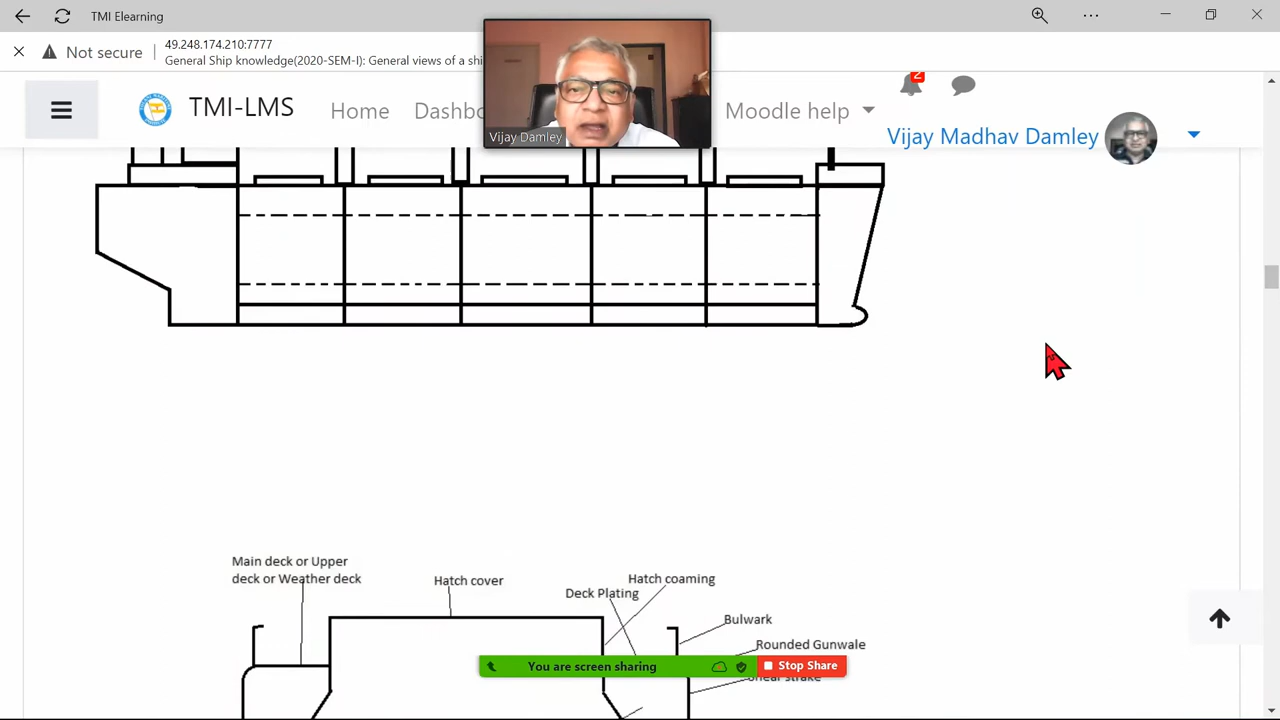 TMI Elearning
Not secure
49.248.174.210:7777
General Ship knowledge(2020-SEM-I): General views of a shi
TMI-LMS
Home
Dashbo
Moodle help
2
Vijay Madhav Damley
Vijay Damley
Main deck or Upper
deck or Weather deck
Hatch cover
Hatch coaming
Deck Plating
Bulwark
Rounded Gunwale
strake
You are screen sharing
Stop Share